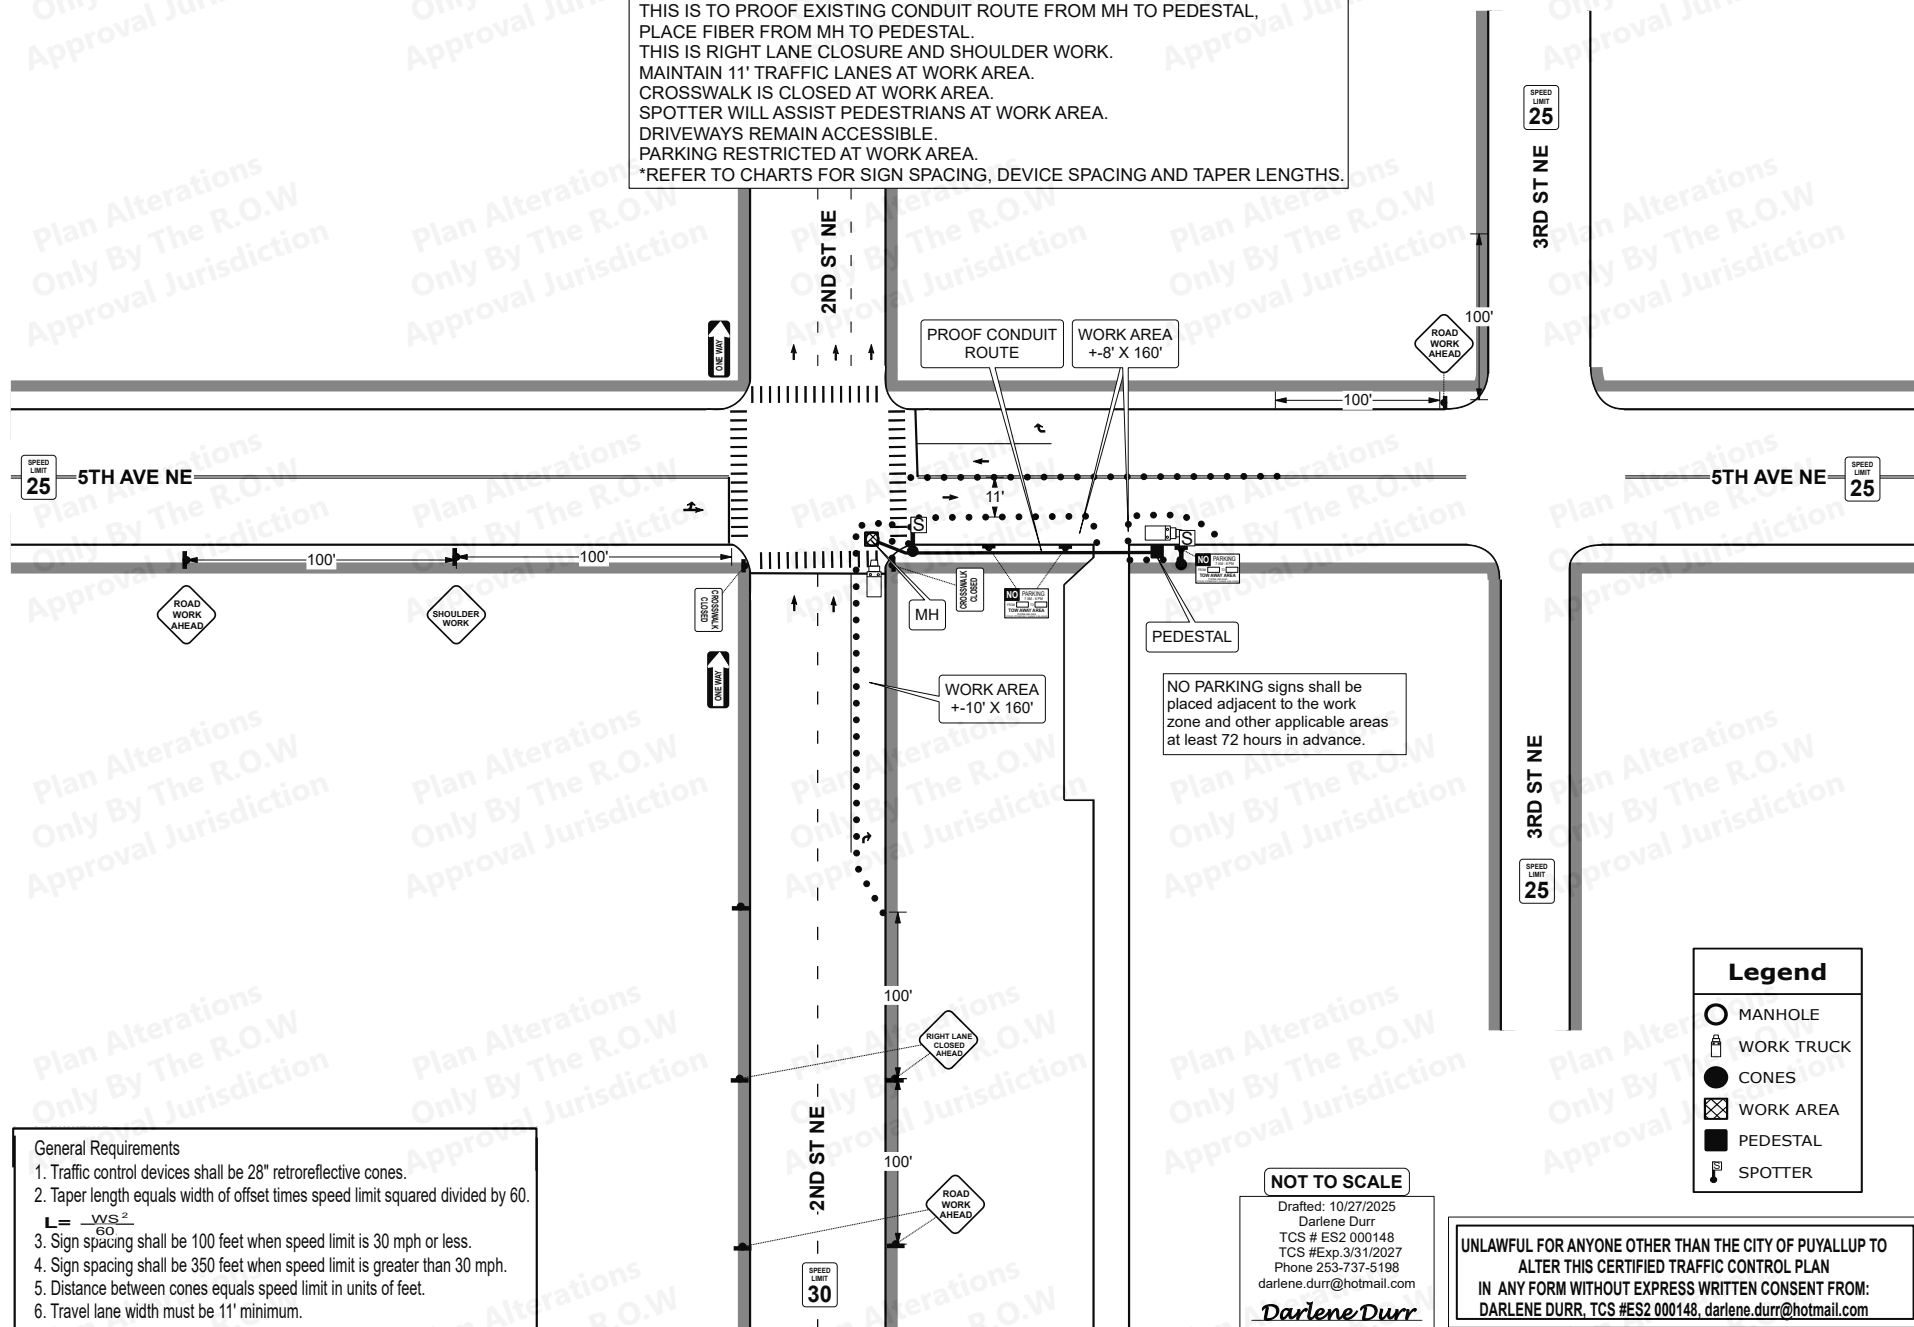 THIS IS TO PROOF EXISTING CONDUIT ROUTE FROM MH TO PEDESTAL,
PLACE FIBER FROM MH TO PEDESTAL.
THIS IS RIGHT LANE CLOSURE AND SHOULDER WORK.
MAINTAIN 11' TRAFFIC LANES AT WORK AREA.
CROSSWALK IS CLOSED AT WORK AREA.
SPOTTER WILL ASSIST PEDESTRIANS AT WORK AREA.
DRIVEWAYS REMAIN ACCESSIBLE.
PARKING RESTRICTED AT WORK AREA.
*REFER TO CHARTS FOR SIGN SPACING, DEVICE SPACING AND TAPER LENGTHS.
SPEED
LIMIT
25
3RD ST NE
2ND ST NE
ONE WAY
PROOF CONDUIT
ROUTE
WORK AREA
+-8' X 160'
ROAD
WORK
AHEAD
100'
100'
SPEED
LIMIT
25
5TH AVE NE
11'
5TH AVE NE
SPEED
LIMIT
25
S
S
100'
100'
ROAD
WORK
AHEAD
SHOULDER
WORK
CROSSWALK
CLOSED
ONE WAY
MH
CROSSWALK
CLOSED
NO PARKING
TOW AWAY AREA
NO PARKING
TOW AWAY AREA
PEDESTAL
WORK AREA
+-10' X 160'
NO PARKING signs shall be
placed adjacent to the work
zone and other applicable areas
at least 72 hours in advance.
3RD ST NE
SPEED
LIMIT
25
100'
RIGHT LANE
CLOSED
AHEAD
100'
ROAD
WORK
AHEAD
2ND ST NE
SPEED
LIMIT
30
Legend
MANHOLE
WORK TRUCK
CONES
WORK AREA
PEDESTAL
S SPOTTER
General Requirements
1. Traffic control devices shall be 28" retroreflective cones.
2. Taper length equals width of offset times speed limit squared divided by 60.
L= WS²
60
3. Sign spacing shall be 100 feet when speed limit is 30 mph or less.
4. Sign spacing shall be 350 feet when speed limit is greater than 30 mph.
5. Distance between cones equals speed limit in units of feet.
6. Travel lane width must be 11' minimum.
NOT TO SCALE
Drafted: 10/27/2025
Darlene Durr
TCS # ES2 000148
TCS #Exp.3/31/2027
Phone 253-737-5198
darlene.durr@hotmail.com
Darlene Durr
UNLAWFUL FOR ANYONE OTHER THAN THE CITY OF PUYALLUP TO
ALTER THIS CERTIFIED TRAFFIC CONTROL PLAN
IN ANY FORM WITHOUT EXPRESS WRITTEN CONSENT FROM:
DARLENE DURR, TCS #ES2 000148, darlene.durr@hotmail.com
Plan Alterations
Only By The R.O.W
Approval Jurisdiction